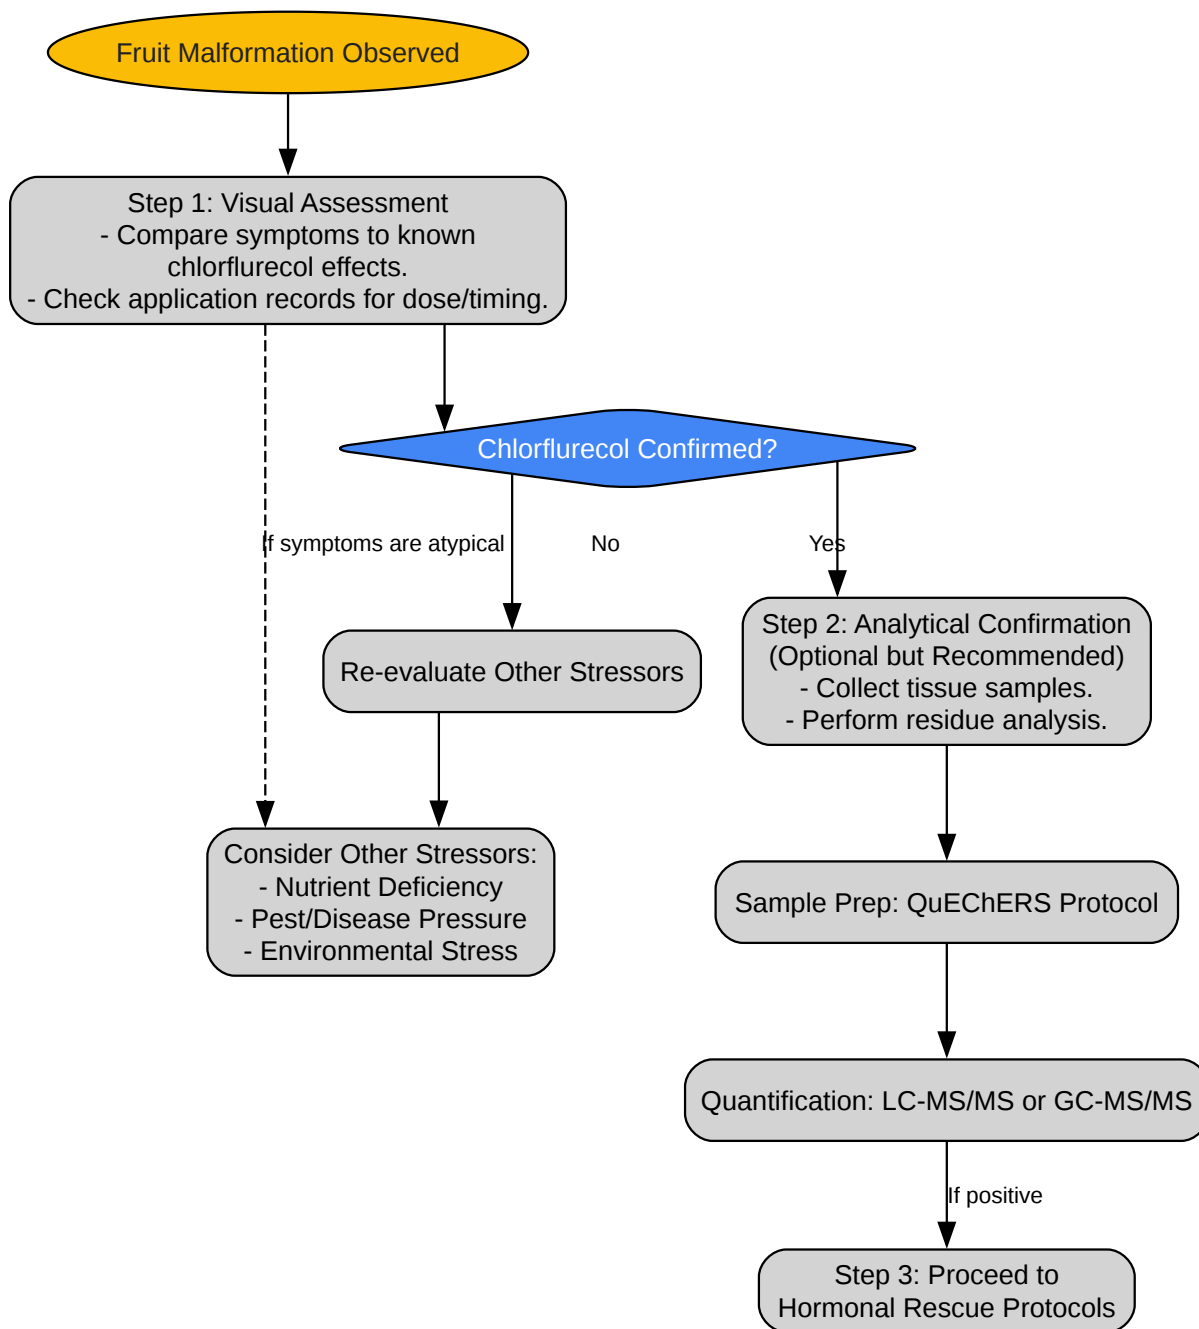 Fruit Malformation Observed
Step 1: Visual Assessment
- Compare symptoms to known
chlorflurecol effects.
- Check application records for dose/timing.
Chlorflurecol Confirmed?
If symptoms are atypical
No
Yes
Re-evaluate Other Stressors
Step 2: Analytical Confirmation
(Optional but Recommended)
- Collect tissue samples.
- Perform residue analysis.
Consider Other Stressors:
- Nutrient Deficiency
- Pest/Disease Pressure
- Environmental Stress
Sample Prep: QuEChERS Protocol
Quantification: LC-MS/MS or GC-MS/MS
If positive
Step 3: Proceed to
Hormonal Rescue Protocols